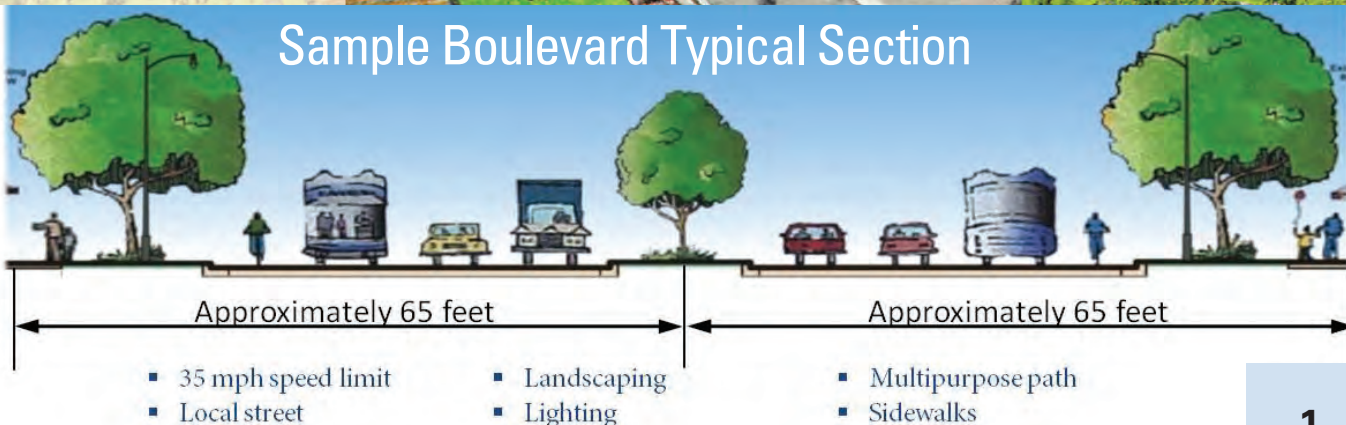 Sample Boulevard Typical Section
Approximately 65 feet
Approximately 65 feet
▪ 35 mph speed limit
▪ Local street
▪ Landscaping
▪ Lighting
▪ Multipurpose path
▪ Sidewalks
1